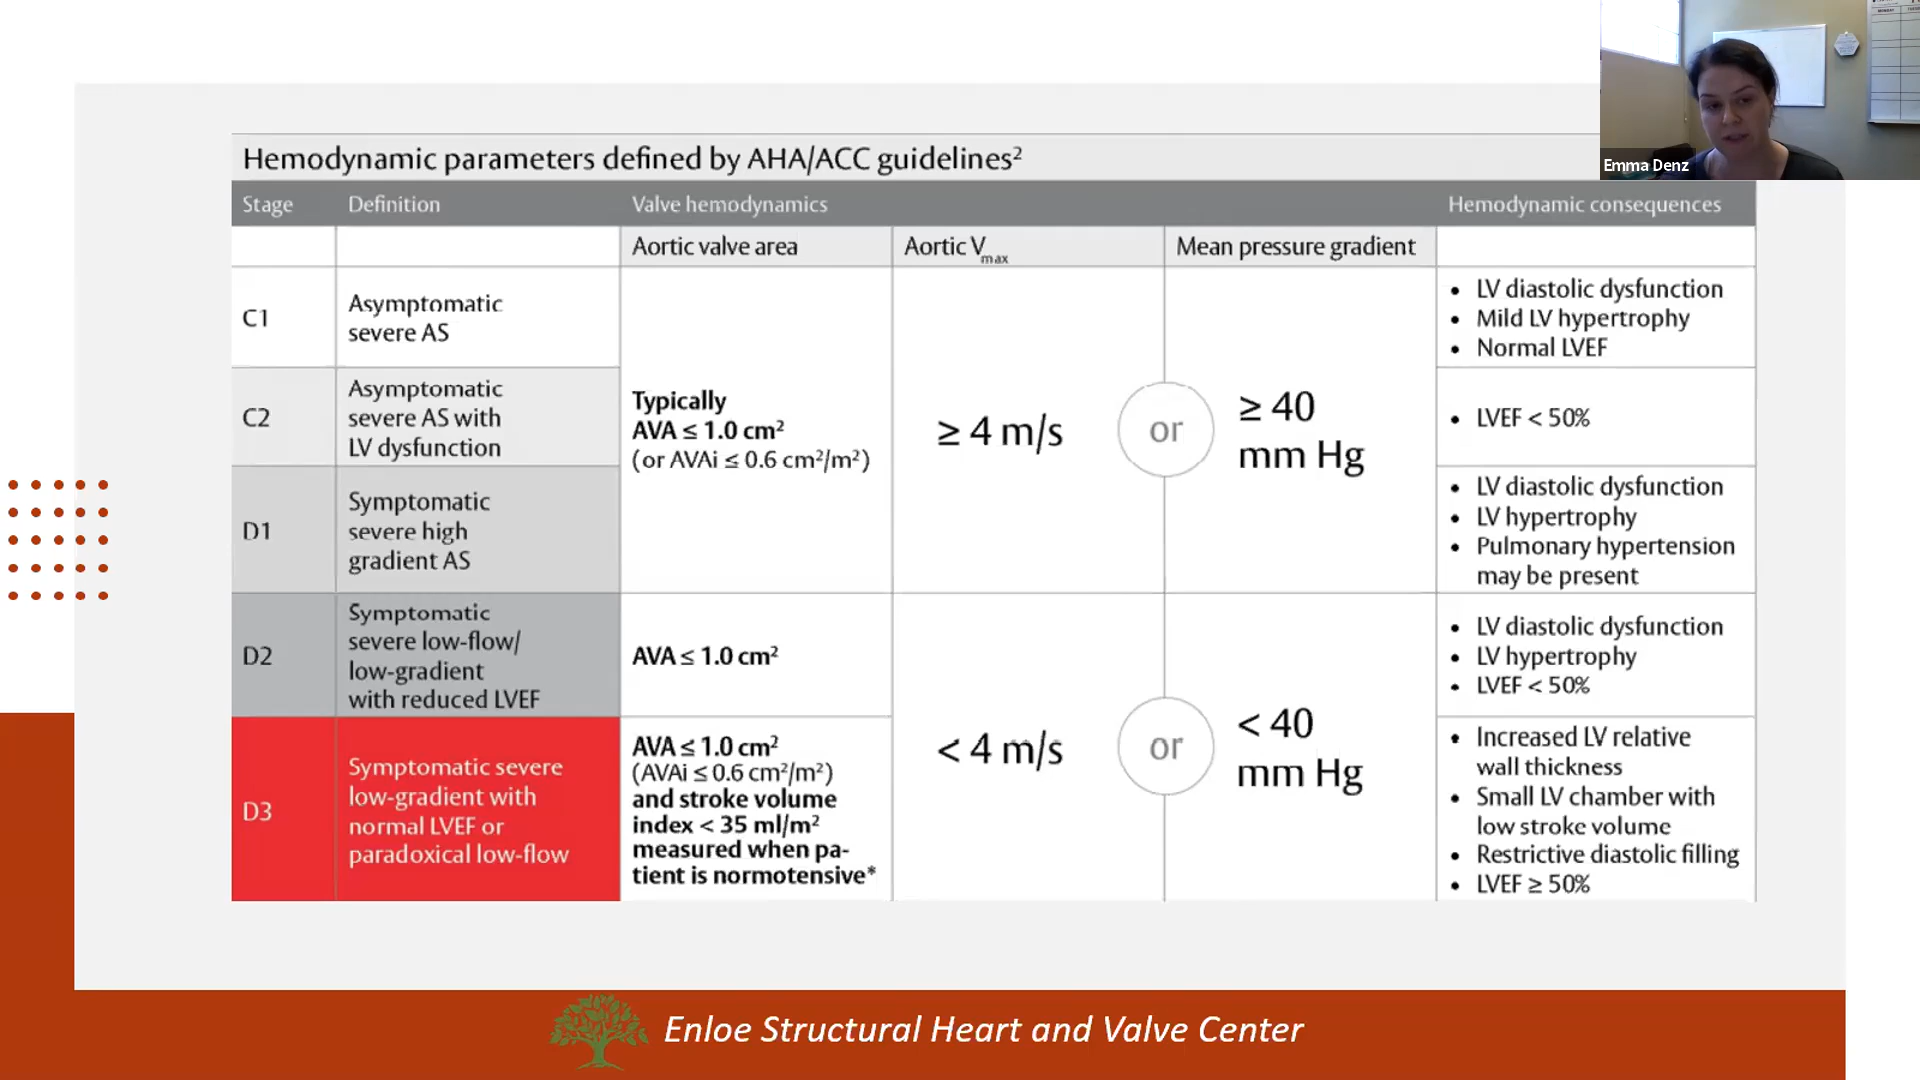 Emma Denz
Hemodynamic parameters defined by AHA/ACC guidelines²
Stage
Definition
Valve hemodynamics
Hemodynamic consequences
Aortic valve area
Aortic Vmax
Mean pressure gradient
C1
Asymptomatic
severe AS
Typically
AVA ≤ 1.0 cm²
(or AVAi ≤ 0.6 cm²/m²)
≥ 4 m/s
or
≥ 40
mm Hg
• LV diastolic dysfunction
• Mild LV hypertrophy
• Normal LVEF
C2
Asymptomatic
severe AS with
LV dysfunction
• LVEF < 50%
D1
Symptomatic
severe high
gradient AS
• LV diastolic dysfunction
• LV hypertrophy
• Pulmonary hypertension
may be present
D2
Symptomatic
severe low-flow/
low-gradient
with reduced LVEF
AVA ≤ 1.0 cm²
< 4 m/s
or
< 40
mm Hg
• LV diastolic dysfunction
• LV hypertrophy
• LVEF < 50%
D3
Symptomatic severe
low-gradient with
normal LVEF or
paradoxical low-flow
AVA ≤ 1.0 cm²
(AVAi ≤ 0.6 cm²/m²)
and stroke volume
index < 35 ml/m²
measured when pa-
tient is normotensive*
• Increased LV relative
wall thickness
• Small LV chamber with
low stroke volume
• Restrictive diastolic filling
• LVEF ≥ 50%
Enloe Structural Heart and Valve Center